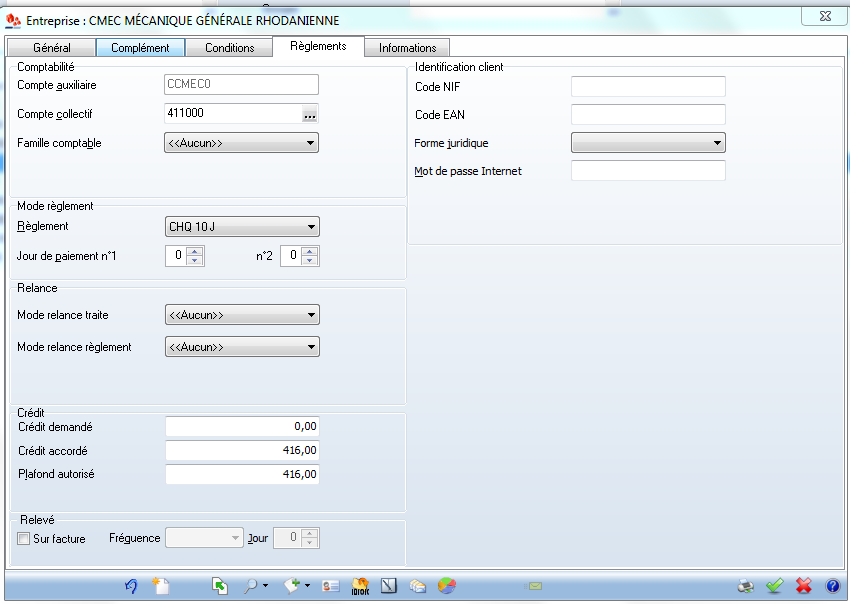 Entreprise : CMEC MÉCANIQUE GÉNÉRALE RHODANIENNE
Général Complément Conditions Règlements Informations
Comptabilité
Compte auxiliaire CCMEC0
Compte collectif 411000 ...
Famille comptable <<Aucun>>
Mode règlement
Règlement CHQ 10 J
Jour de paiement n°1 0 n°2 0
Relance
Mode relance traite <<Aucun>>
Mode relance règlement <<Aucun>>
Crédit
Crédit demandé 0,00
Crédit accordé 416,00
Plafond autorisé 416,00
Relevé
Sur facture Fréquence Jour 0
Identification client
Code NIF
Code EAN
Forme juridique
Mot de passe Internet